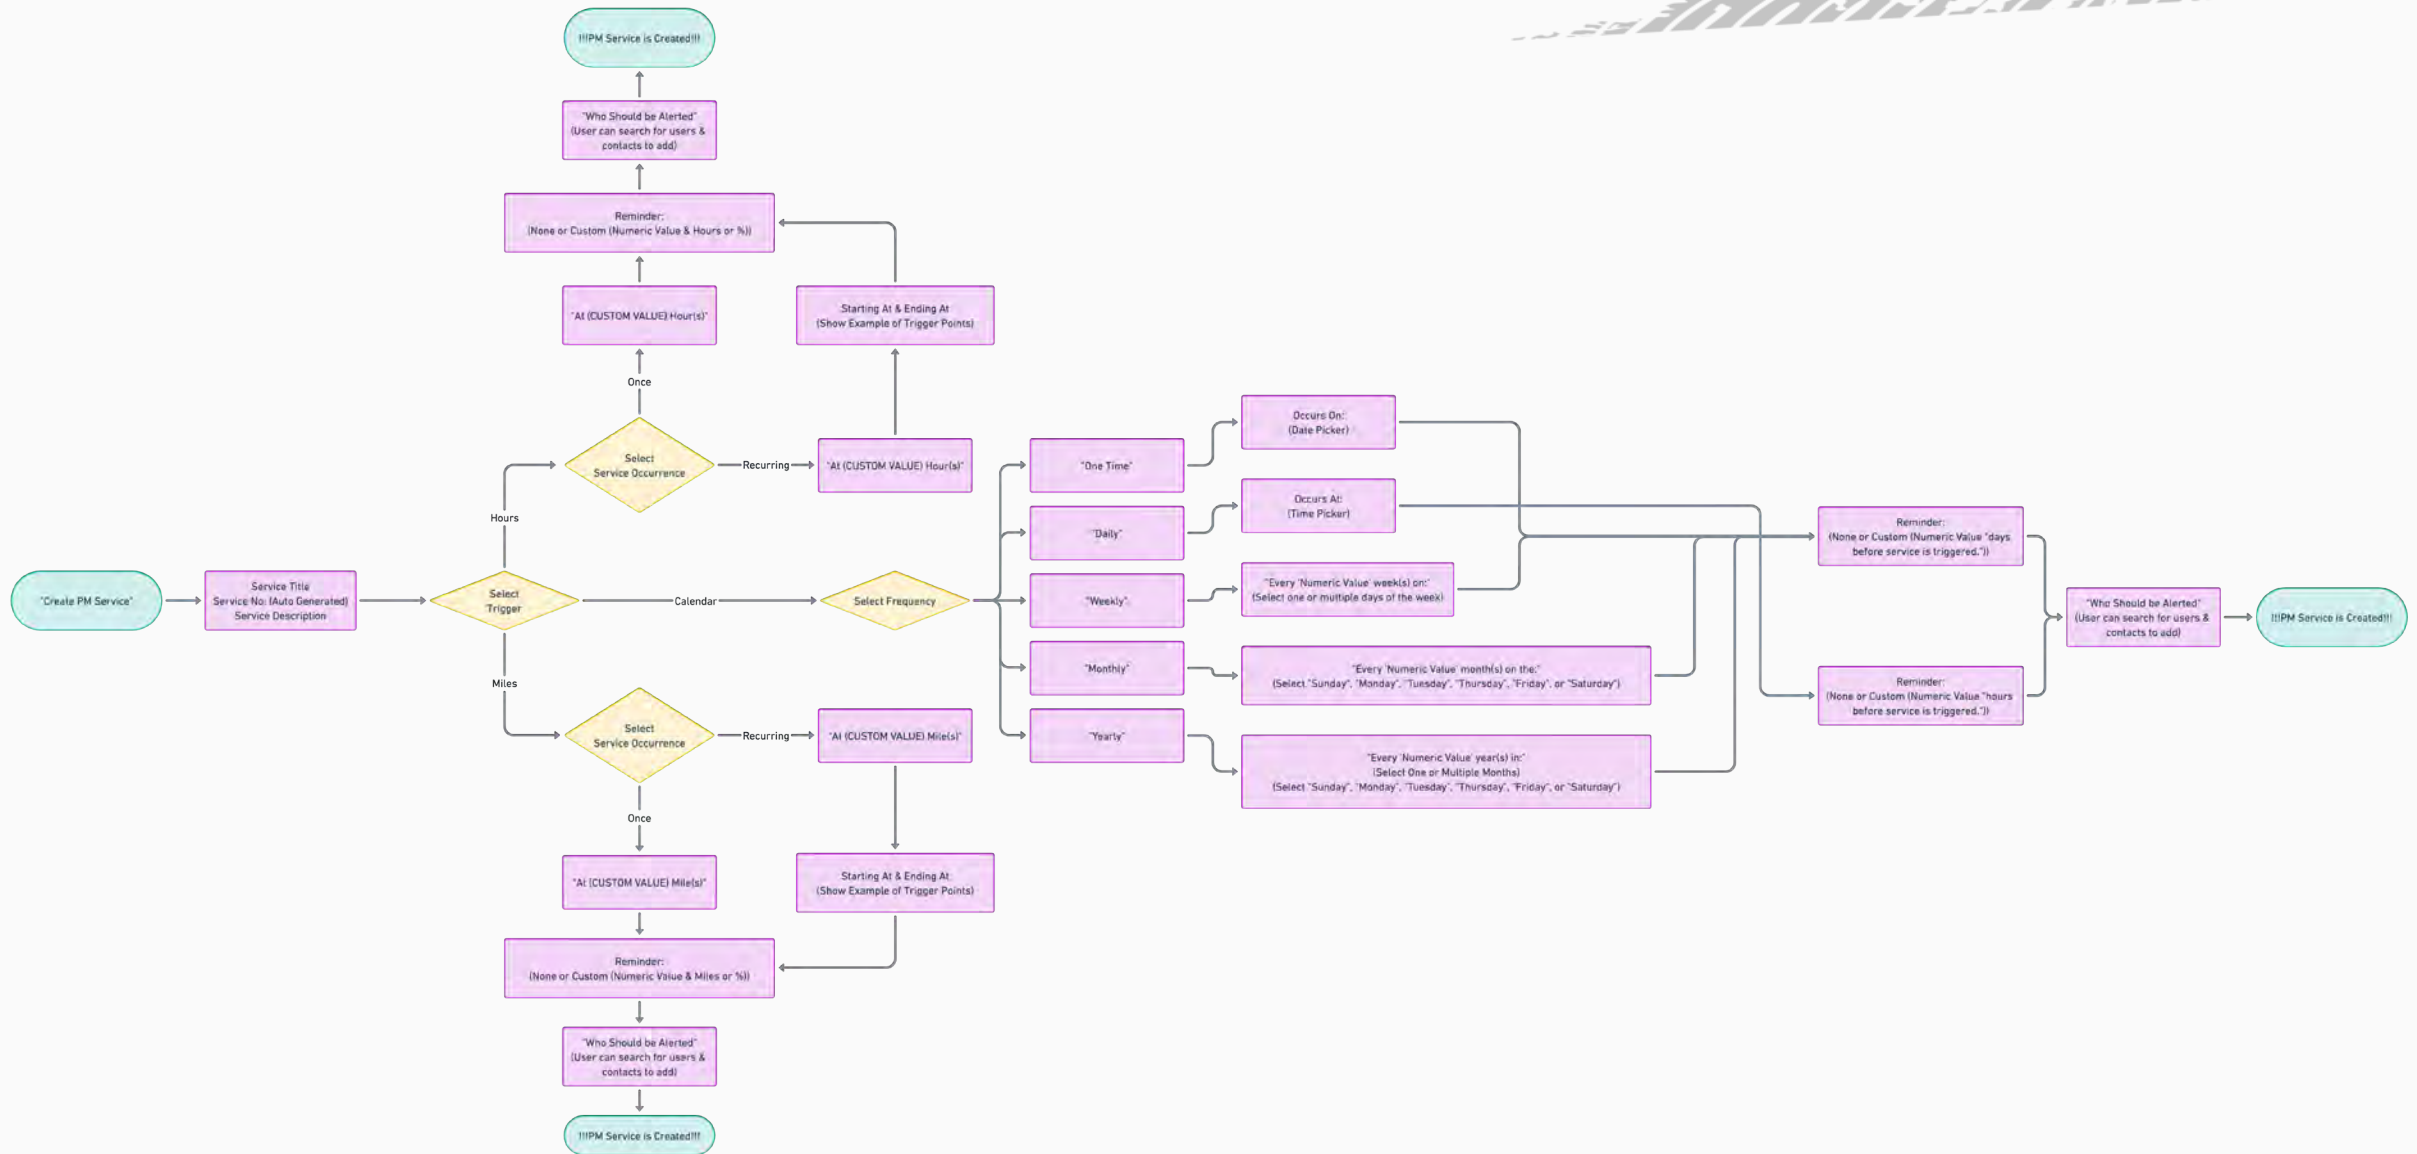 !!!PM Service is Created!!!
"Who Should be Alerted"
(User can search for users &
contacts to add)
Reminder:
(None or Custom (Numeric Value & Hours or %))
"At (CUSTOM VALUE) Hour(s)"
Starting At & Ending At
(Show Example of Trigger Points)
Once
Select
Service Occurrence
Recurring
"At (CUSTOM VALUE) Hour(s)"
Hours
"Create PM Service"
Service Title
Service No: (Auto Generated)
Service Description
Select
Trigger
Calendar
Select Frequency
"One Time"
Occurs On:
(Date Picker)
"Daily"
Occurs At:
(Time Picker)
"Weekly"
"Every 'Numeric Value' week(s) on:"
(Select one or multiple days of the week)
"Monthly"
"Every 'Numeric Value' month(s) on the:"
(Select "Sunday", "Monday", "Tuesday", "Thursday", "Friday", or "Saturday")
"Yearly"
"Every 'Numeric Value' year(s) in:"
(Select One or Multiple Months)
(Select "Sunday", "Monday", "Tuesday", "Thursday", "Friday", or "Saturday")
Reminder:
(None or Custom (Numeric Value "days
before service is triggered."))
Reminder:
(None or Custom (Numeric Value "hours
before service is triggered."))
"Who Should be Alerted"
(User can search for users &
contacts to add)
!!!PM Service is Created!!!
Miles
Select
Service Occurrence
Recurring
"At (CUSTOM VALUE) Mile(s)"
Once
"At (CUSTOM VALUE) Mile(s)"
Starting At & Ending At
(Show Example of Trigger Points)
Reminder:
(None or Custom (Numeric Value & Miles or %))
"Who Should be Alerted"
(User can search for users &
contacts to add)
!!!PM Service is Created!!!